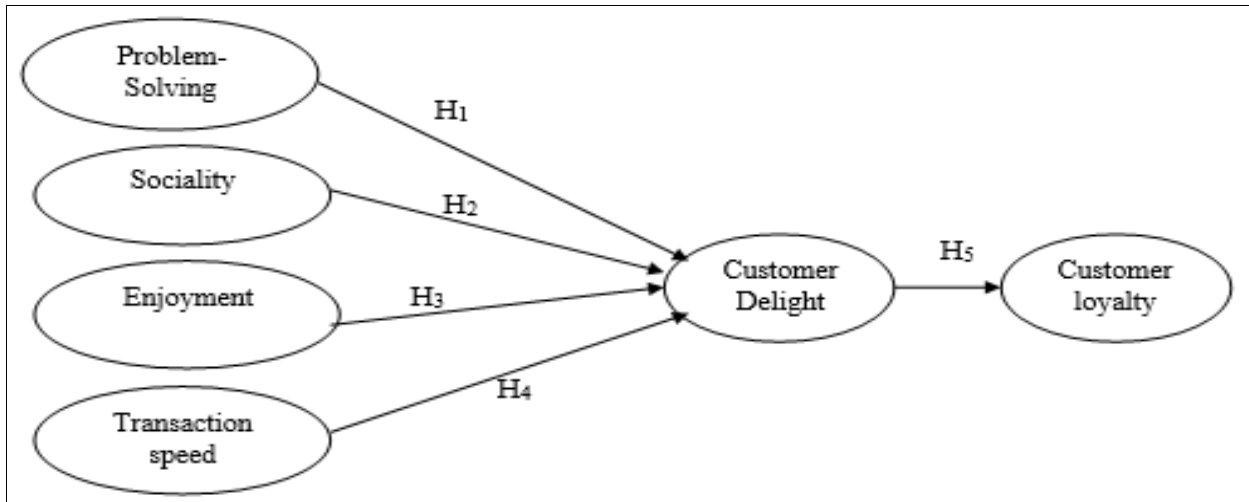 Problem-
Solving
H₁
Sociality
H₂
Enjoyment
H₃
Transaction
speed
H₄
Customer
Delight
H₅
Customer
loyalty